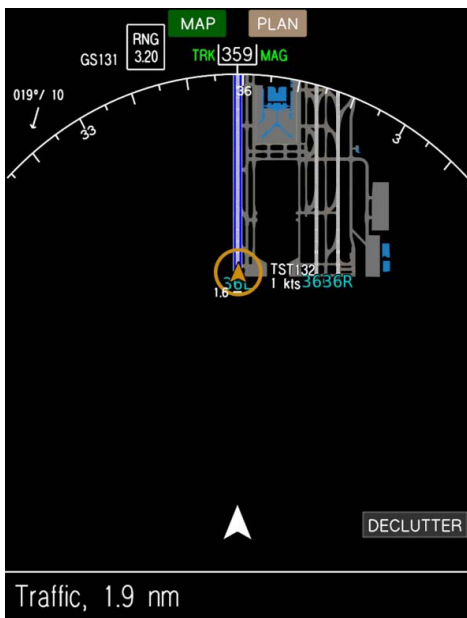 MAP PLAN
RNG
3.20
GS131
TRK 359 MAG
019°/ 10
33
36
3
TST132
1 kts
36L
36R
1.6
DECLUTTER
Traffic, 1.9 nm